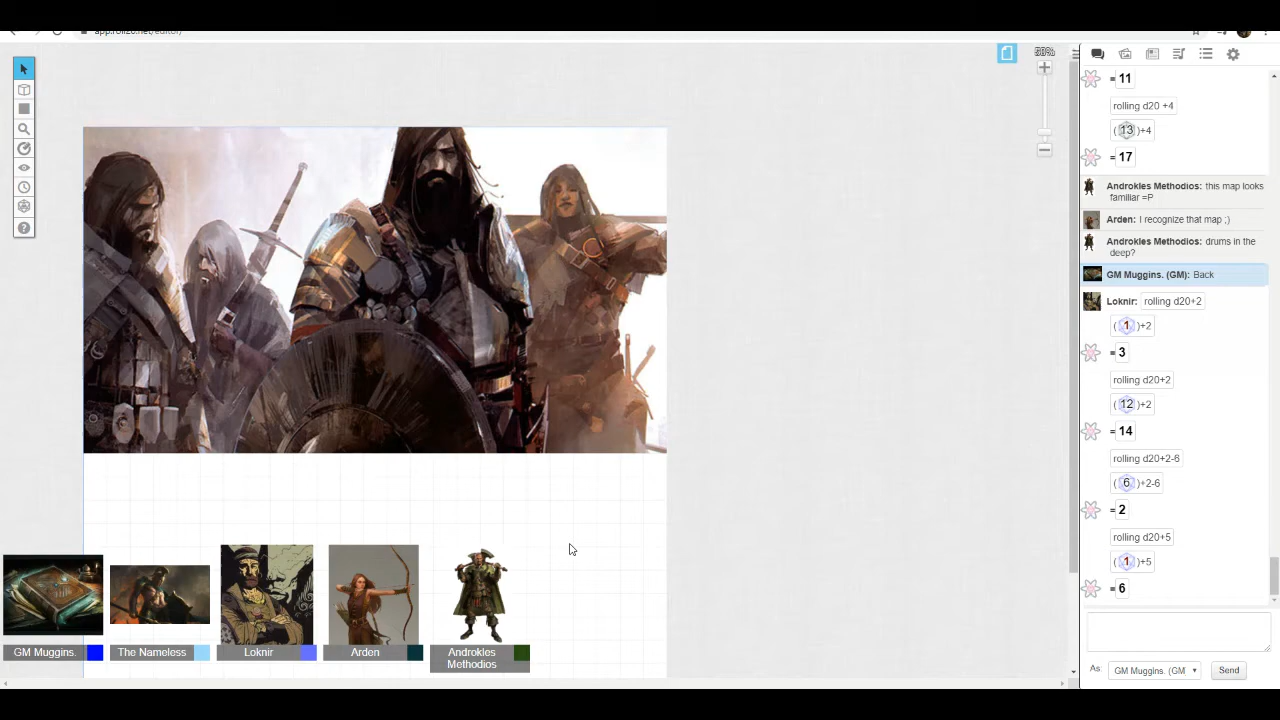 app.roll20.net/editor/
58%
= 11
rolling d20 +4
(13)+4
= 17
Androkles Methodios: this map looks
familiar =P
Arden: I recognize that map ;)
Androkles Methodios: drums in the
deep?
GM Muggins. (GM): Back
Loknir: rolling d20+2
(1)+2
= 3
rolling d20+2
(12)+2
= 14
rolling d20+2-6
(6)+2-6
= 2
rolling d20+5
(1)+5
= 6
GM Muggins.
The Nameless
Loknir
Arden
Androkles
Methodios
As: GM Muggins. (GM
Send